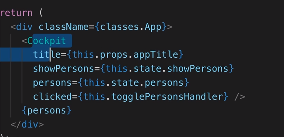 return (
<div className={classes.App}>
<Cockpit
title={this.props.appTitle}
showPersons={this.state.showPersons}
persons={this.state.persons}
clicked={this.togglePersonsHandler} />
{persons}
</div>